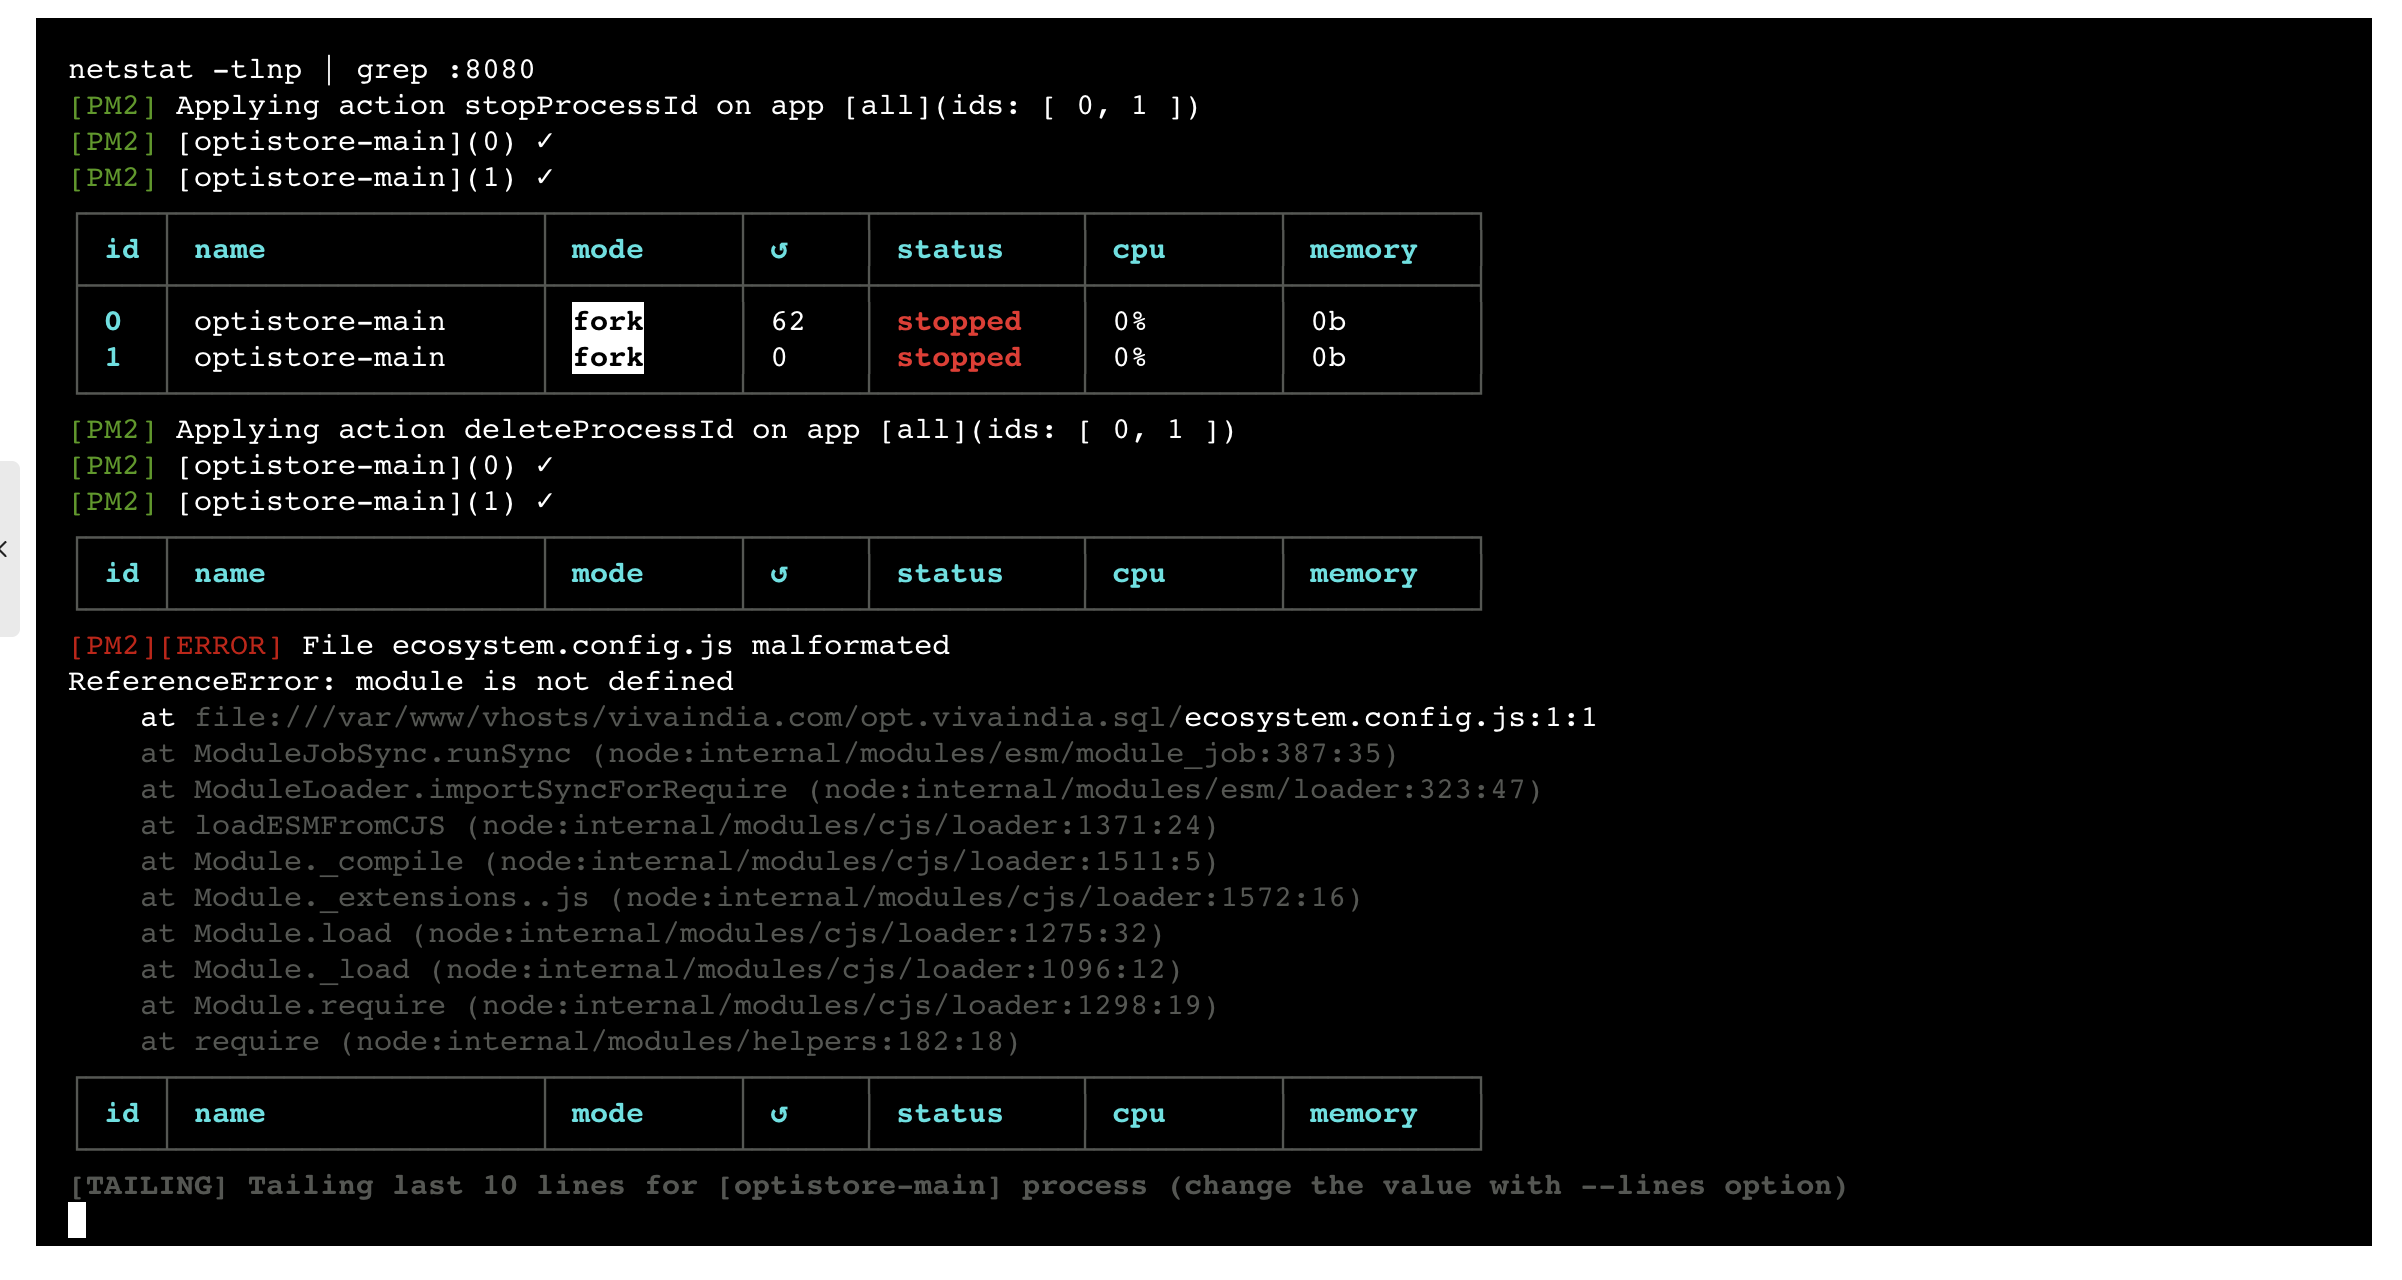 netstat -tlnp | grep :8080
[PM2] Applying action stopProcessId on app [all](ids: [ 0, 1 ])
[PM2] [optistore-main](0) ✓
[PM2] [optistore-main](1) ✓
id name mode ↺ status cpu memory
0 optistore-main fork 62 stopped 0% 0b
1 optistore-main fork 0 stopped 0% 0b
[PM2] Applying action deleteProcessId on app [all](ids: [ 0, 1 ])
[PM2] [optistore-main](0) ✓
[PM2] [optistore-main](1) ✓
id name mode ↺ status cpu memory
[PM2][ERROR] File ecosystem.config.js malformated
ReferenceError: module is not defined
    at file:///var/www/vhosts/vivaindia.com/opt.vivaindia.sql/ecosystem.config.js:1:1
    at ModuleJobSync.runSync (node:internal/modules/esm/module_job:387:35)
    at ModuleLoader.importSyncForRequire (node:internal/modules/esm/loader:323:47)
    at loadESMFromCJS (node:internal/modules/cjs/loader:1371:24)
    at Module._compile (node:internal/modules/cjs/loader:1511:5)
    at Module._extensions..js (node:internal/modules/cjs/loader:1572:16)
    at Module.load (node:internal/modules/cjs/loader:1275:32)
    at Module._load (node:internal/modules/cjs/loader:1096:12)
    at Module.require (node:internal/modules/cjs/loader:1298:19)
    at require (node:internal/modules/helpers:182:18)
id name mode ↺ status cpu memory
[TAILING] Tailing last 10 lines for [optistore-main] process (change the value with --lines option)